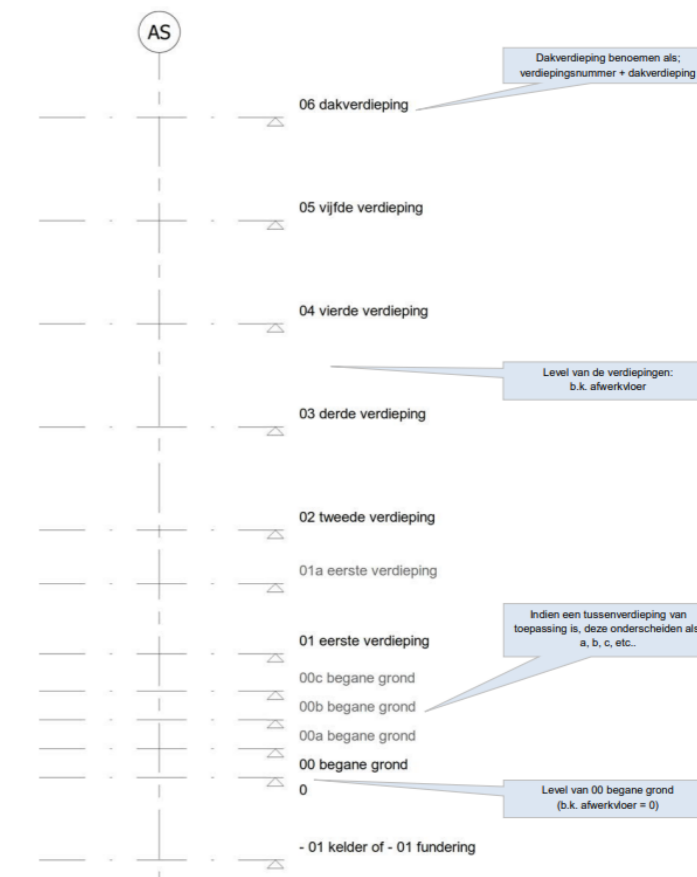 AS
Dakverdieping benoemen als;
verdiepingsnummer + dakverdieping
06 dakverdieping
05 vijfde verdieping
04 vierde verdieping
Level van de verdiepingen:
b.k. afwerkvloer
03 derde verdieping
02 tweede verdieping
01a eerste verdieping
Indien een tussenverdieping van
toepassing is, deze onderscheiden als
a, b, c, etc..
01 eerste verdieping
00c begane grond
00b begane grond
00a begane grond
00 begane grond
0
Level van 00 begane grond
(b.k. afwerkvloer = 0)
- 01 kelder of - 01 fundering